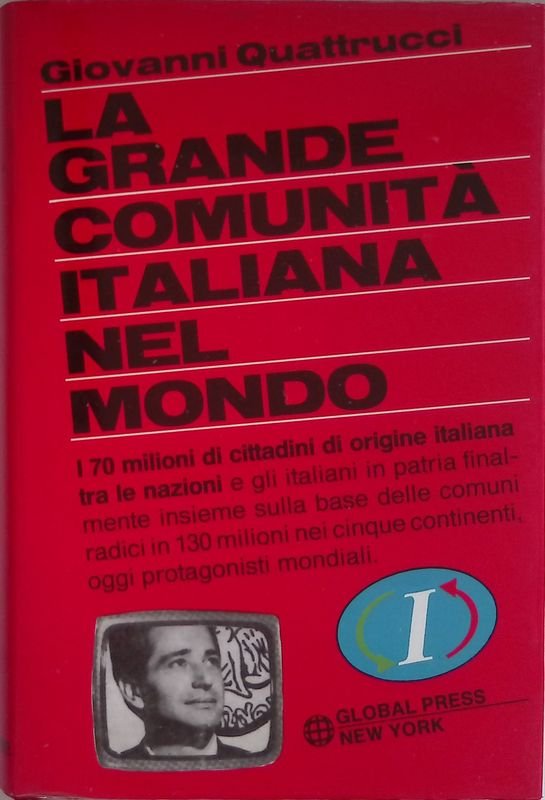 Giovanni Quattrucci
LA
GRANDE
COMUNITÀ
ITALIANA
NEL
MONDO
I 70 milioni di cittadini di origine italiana
tra le nazioni e gli italiani in patria final-
mente insieme sulla base delle comuni
radici in 130 milioni nei cinque continenti,
oggi protagonisti mondiali.
I
GLOBAL PRESS
NEW YORK